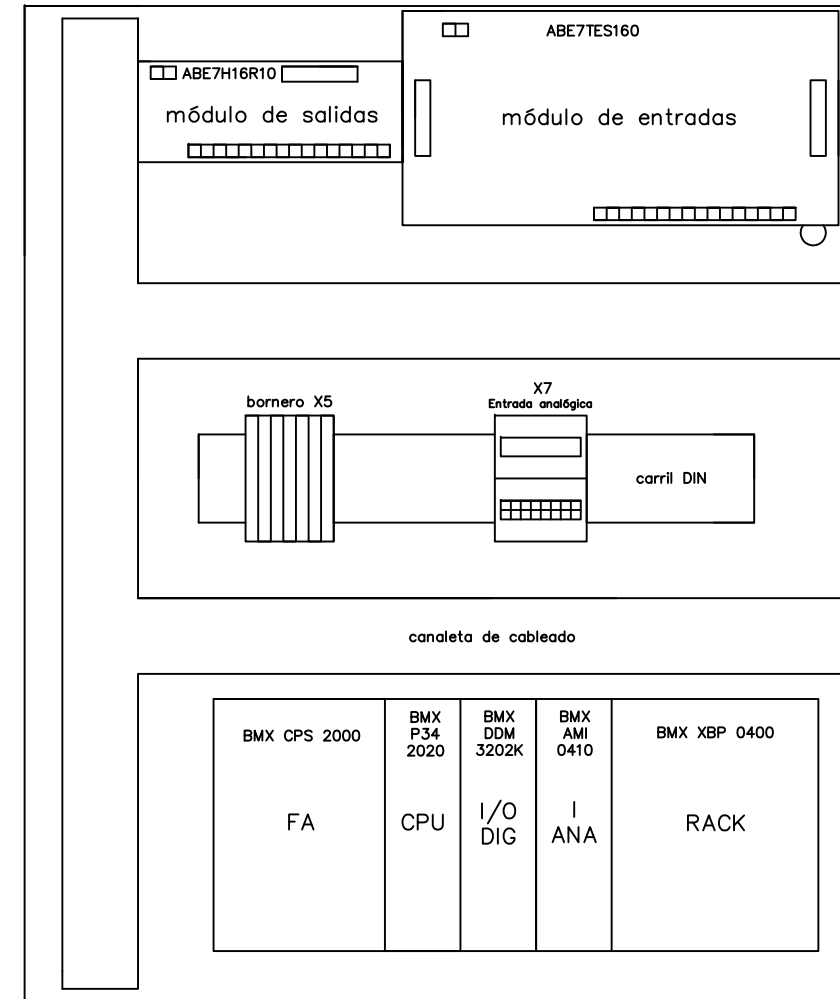 ABE7TES160
ABE7H16R10
módulo de salidas
módulo de entradas
X7
bornero X5
Entrada analógica
carril DIN
canaleta de cableado
BMX CPS 2000
BMX
P34
2020
BMX
DDM
3202K
BMX
AMI
0410
BMX XBP 0400
FA
CPU
I/O
DIG
I
ANA
RACK